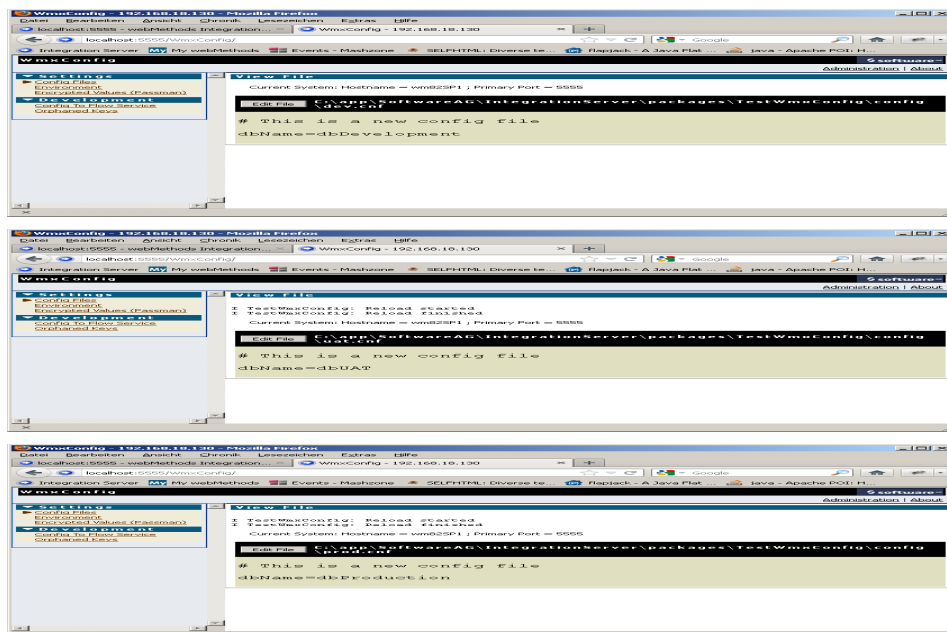 WmxConfig - 192.168.18.130 - Mozilla Firefox
Datei Bearbeiten Ansicht Chronik Lesezeichen Extras Hilfe
localhost:5555 - webMethods Integration... WmxConfig - 192.168.18.130
localhost:5555/WmxConfig/ Google
Integration Server My My webMethods Events - Mashzone SELFHTML: Diverse te... Flapjack - A Java Flat ... java - Apache POI: H...
WmxConfig software
Administration | About
Settings
Config Files
Environment
Encrypted Values (Passman)
Development
Config To Flow Service
Orphaned Keys
View File
Current System: Hostname = wm82SP1 ; Primary Port = 5555
Edit File C:\app\SoftwareAG\IntegrationServer\packages\TestWmxConfig\config
\dev.cnf
# This is a new config file
dbName=dbDevelopment
WmxConfig - 192.168.18.130 - Mozilla Firefox
Datei Bearbeiten Ansicht Chronik Lesezeichen Extras Hilfe
localhost:5555 - webMethods Integration... WmxConfig - 192.168.18.130
localhost:5555/WmxConfig/ Google
Integration Server My My webMethods Events - Mashzone SELFHTML: Diverse te... Flapjack - A Java Flat ... java - Apache POI: H...
WmxConfig software
Administration | About
Settings
Config Files
Environment
Encrypted Values (Passman)
Development
Config To Flow Service
Orphaned Keys
View File
I TestWmxConfig: Reload started
I TestWmxConfig: Reload finished
Current System: Hostname = wm82SP1 ; Primary Port = 5555
Edit File C:\app\SoftwareAG\IntegrationServer\packages\TestWmxConfig\config
\uat.cnf
# This is a new config file
dbName=dbUAT
WmxConfig - 192.168.18.130 - Mozilla Firefox
Datei Bearbeiten Ansicht Chronik Lesezeichen Extras Hilfe
localhost:5555 - webMethods Integration... WmxConfig - 192.168.18.130
localhost:5555/WmxConfig/ Google
Integration Server My My webMethods Events - Mashzone SELFHTML: Diverse te... Flapjack - A Java Flat ... java - Apache POI: H...
WmxConfig software
Administration | About
Settings
Config Files
Environment
Encrypted Values (Passman)
Development
Config To Flow Service
Orphaned Keys
View File
I TestWmxConfig: Reload started
I TestWmxConfig: Reload finished
Current System: Hostname = wm82SP1 ; Primary Port = 5555
Edit File C:\app\SoftwareAG\IntegrationServer\packages\TestWmxConfig\config
\prod.cnf
# This is a new config file
dbName=dbProduction